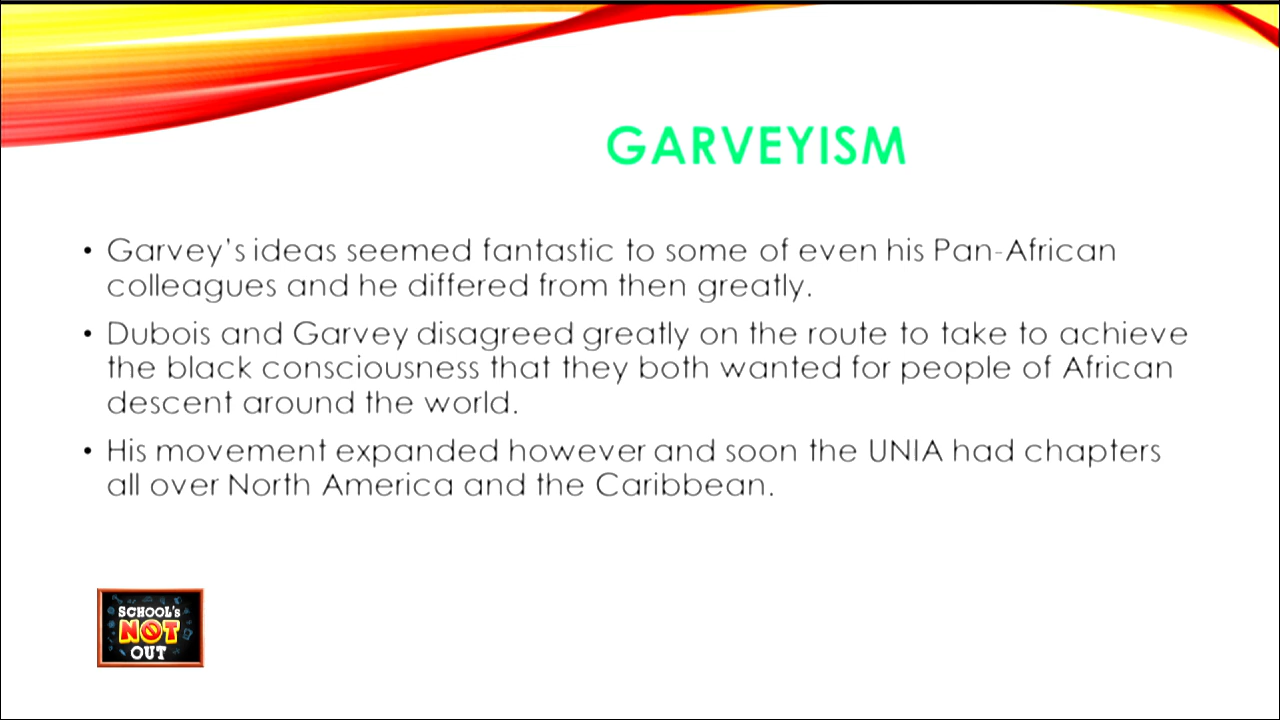 GARVEYISM
• Garvey's ideas seemed fantastic to some of even his Pan-African
colleagues and he differed from then greatly.
• Dubois and Garvey disagreed greatly on the route to take to achieve
the black consciousness that they both wanted for people of African
descent around the world.
• His movement expanded however and soon the UNIA had chapters
all over North America and the Caribbean.
SCHOOL'S
NOT
OUT